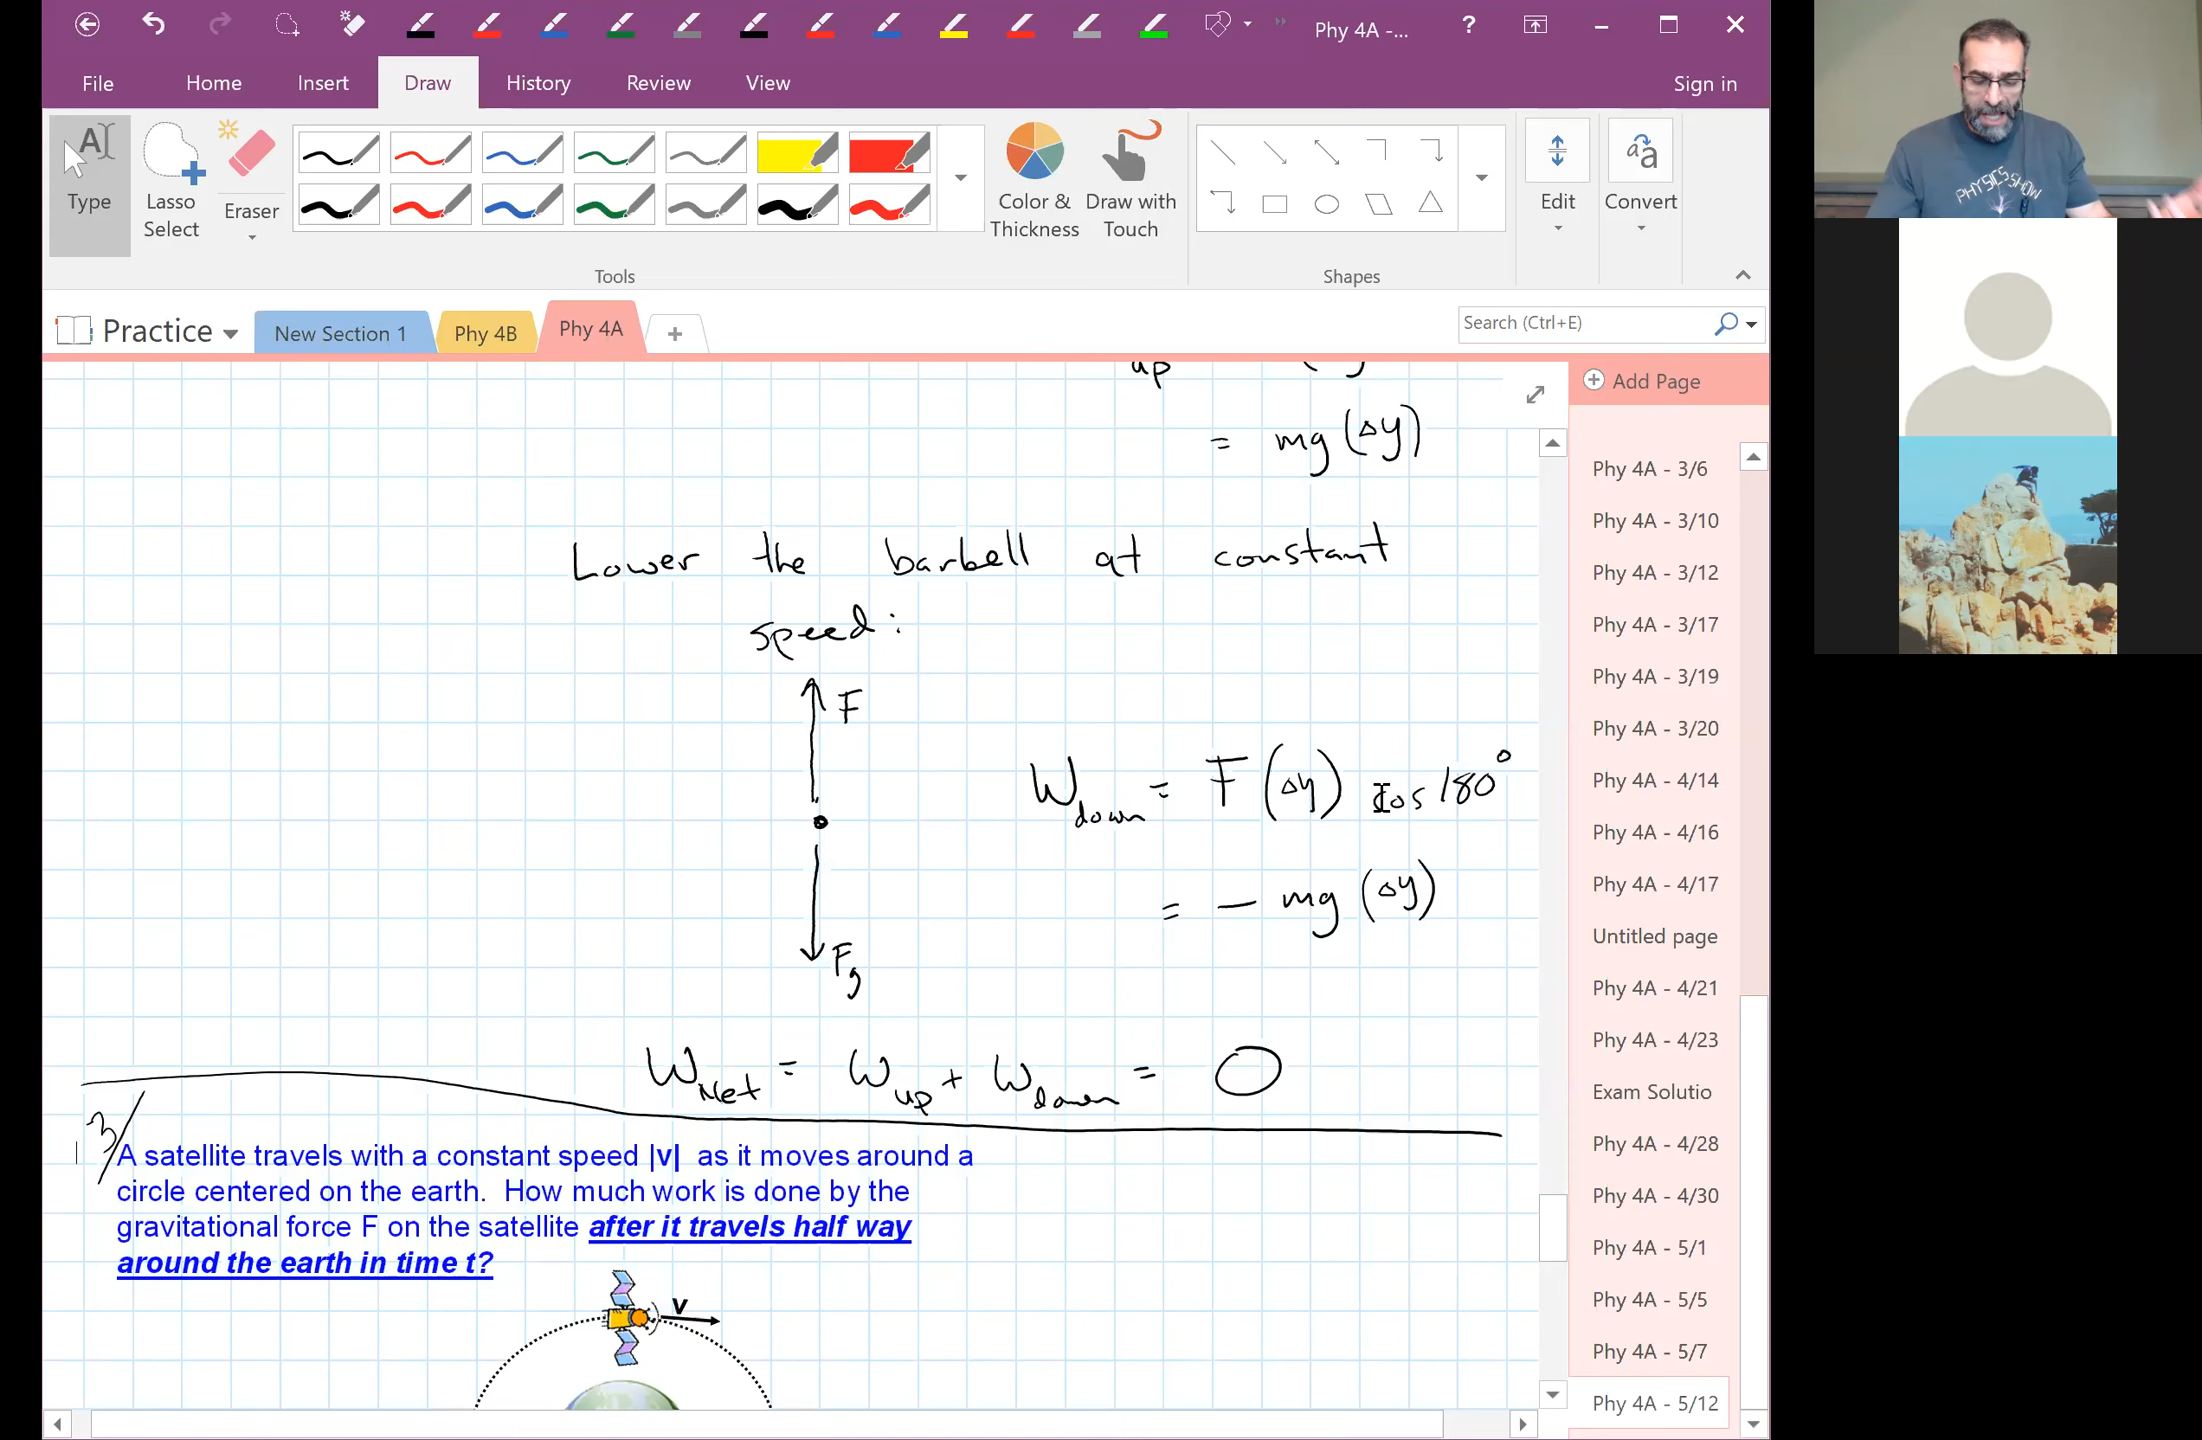 Phy 4A -...
?
File
Home
Insert
Draw
History
Review
View
Sign in
Type
Lasso
Select
Eraser
Color &
Thickness
Draw with
Touch
Edit
Convert
Tools
Shapes
Practice
New Section 1
Phy 4B
Phy 4A
+
Search (Ctrl+E)
Add Page
Phy 4A - 3/6
Phy 4A - 3/10
Phy 4A - 3/12
Phy 4A - 3/17
Phy 4A - 3/19
Phy 4A - 3/20
Phy 4A - 4/14
Phy 4A - 4/16
Phy 4A - 4/17
Untitled page
Phy 4A - 4/21
Phy 4A - 4/23
Exam Solutio
Phy 4A - 4/28
Phy 4A - 4/30
Phy 4A - 5/1
Phy 4A - 5/5
Phy 4A - 5/7
Phy 4A - 5/12
up
= mg (Δy)
Lower the barbell at constant
speed:
F
W_down = F (Δy) cos 180°
= - mg (Δy)
Fg
W_Net = W_up + W_down = 0
3/
A satellite travels with a constant speed |v| as it moves around a
circle centered on the earth. How much work is done by the
gravitational force F on the satellite after it travels half way
around the earth in time t?
v
PHYSICS SHOW